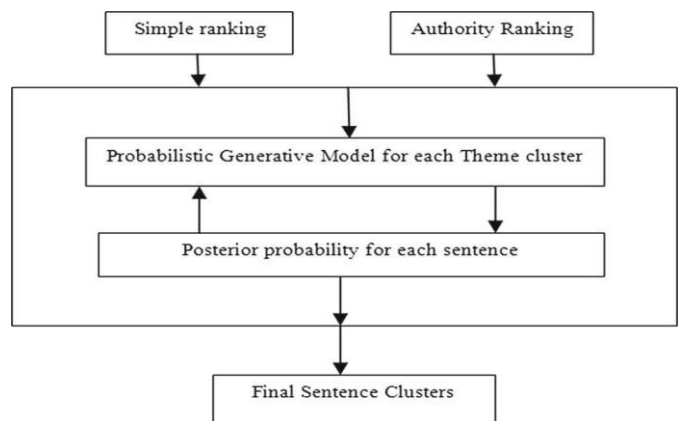 Simple ranking
Authority Ranking
Probabilistic Generative Model for each Theme cluster
Posterior probability for each sentence
Final Sentence Clusters